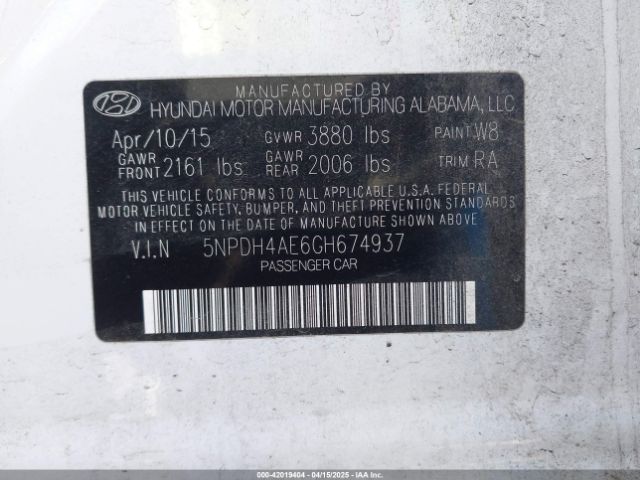 MANUFACTURED BY
HYUNDAI MOTOR MANUFACTURING ALABAMA, LLC.
Apr/10/15 GVWR 3880 lbs PAINT W8
GAWR FRONT 2161 lbs GAWR REAR 2006 lbs TRIM RA
THIS VEHICLE CONFORMS TO ALL APPLICABLE U.S.A. FEDERAL
MOTOR VEHICLE SAFETY, BUMPER, AND THEFT PREVENTION STANDARDS
IN EFFECT ON THE DATE OF MANUFACTURE SHOWN ABOVE
V.I.N 5NPDH4AE6GH674937
PASSENGER CAR
000-42019404 - 04/15/2025 - IAAI.COM